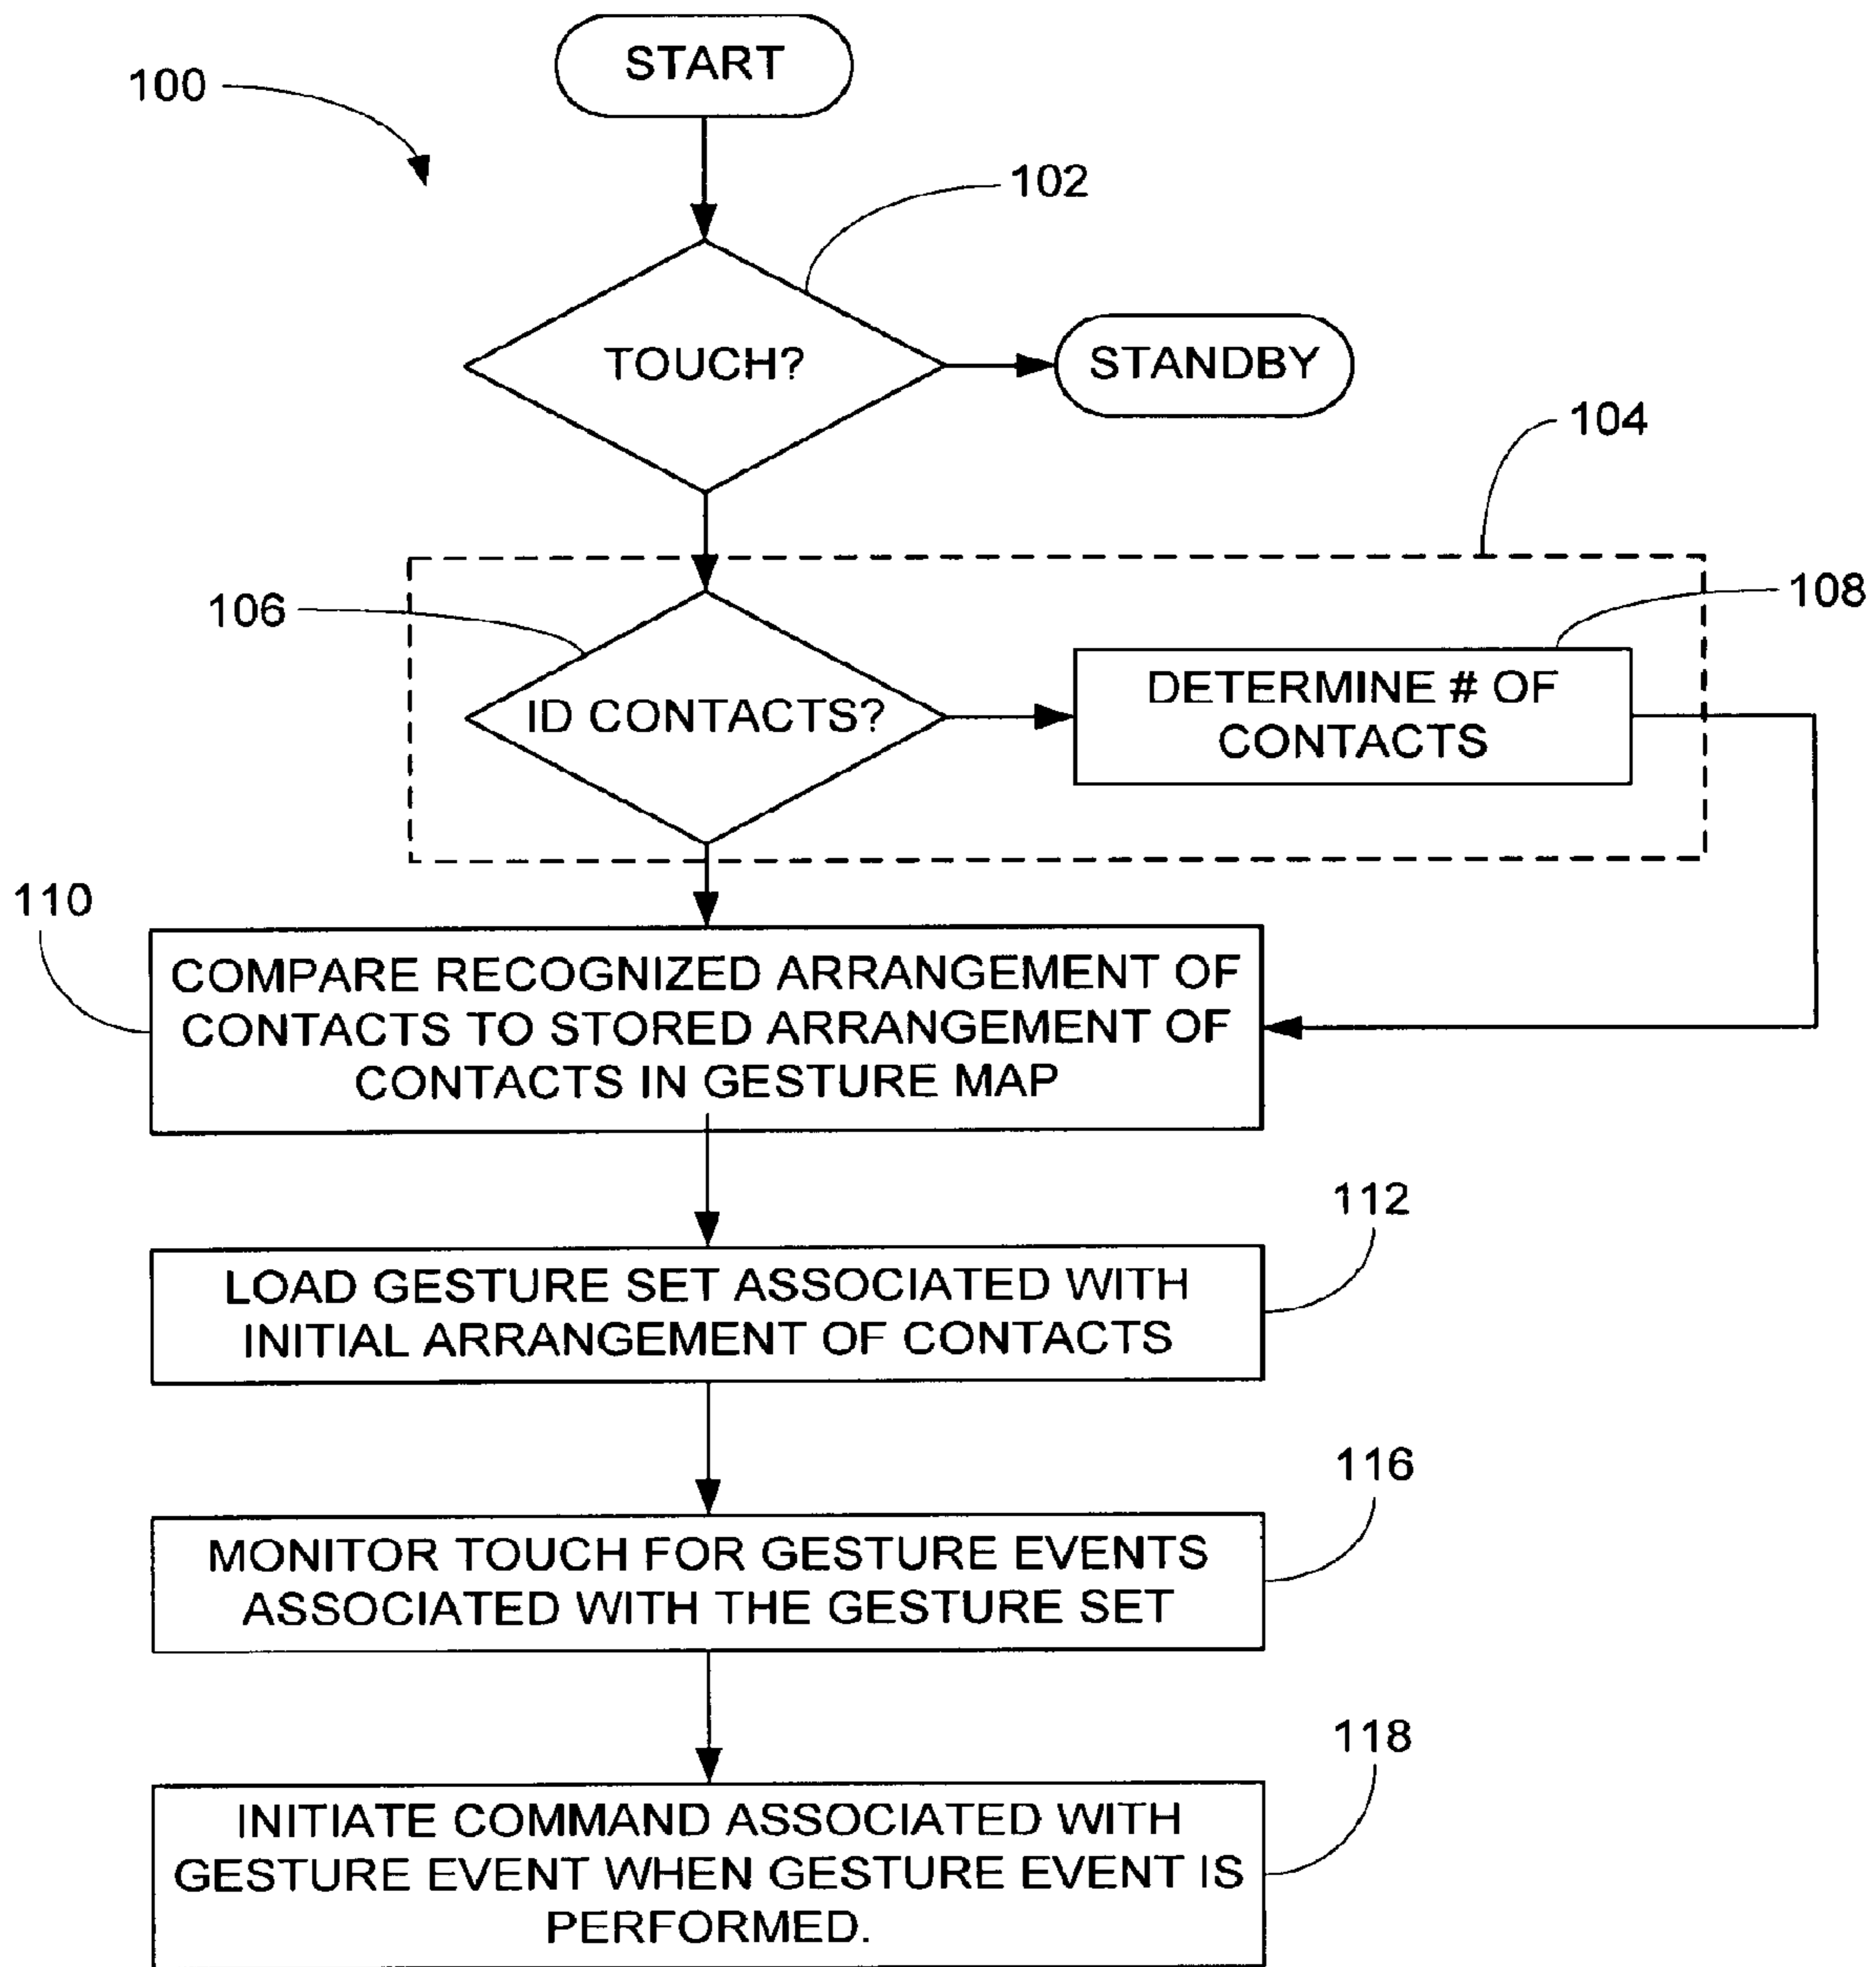 START
100
102
TOUCH?
STANDBY
104
106
108
ID CONTACTS?
DETERMINE # OF
CONTACTS
110
COMPARE RECOGNIZED ARRANGEMENT OF
CONTACTS TO STORED ARRANGEMENT OF
CONTACTS IN GESTURE MAP
112
LOAD GESTURE SET ASSOCIATED WITH
INITIAL ARRANGEMENT OF CONTACTS
116
MONITOR TOUCH FOR GESTURE EVENTS
ASSOCIATED WITH THE GESTURE SET
118
INITIATE COMMAND ASSOCIATED WITH
GESTURE EVENT WHEN GESTURE EVENT IS
PERFORMED.